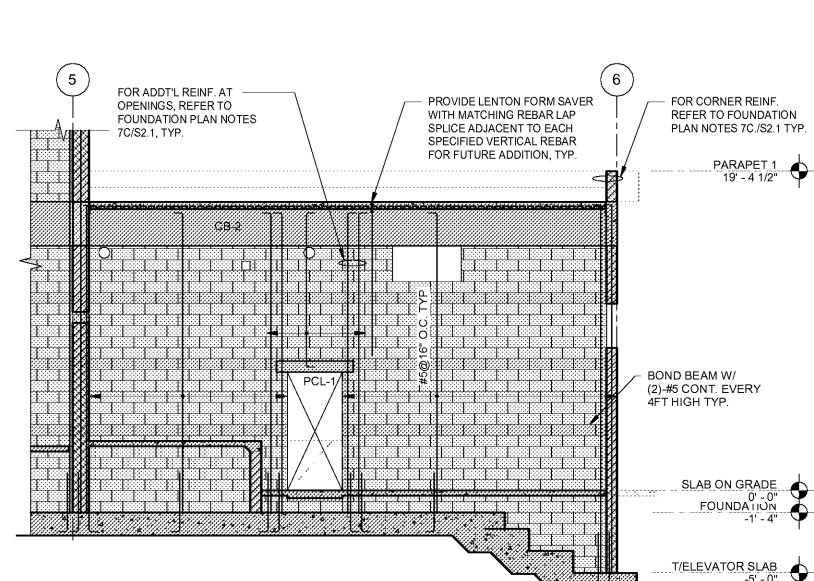 5
6
FOR ADDT'L REINF. AT
OPENINGS, REFER TO
FOUNDATION PLAN NOTES
7C/S2.1, TYP.
PROVIDE LENTON FORM SAVER
WITH MATCHING REBAR LAP
SPLICE ADJACENT TO EACH
SPECIFIED VERTICAL REBAR
FOR FUTURE ADDITION, TYP.
FOR CORNER REINF.
REFER TO FOUNDATION
PLAN NOTES 7C./S2.1 TYP.
PARAPET 1
19' - 4 1/2"
CB-2
#5@16" O.C. TYP
PCL-1
BOND BEAM W/
(2)-#5 CONT. EVERY
4FT HIGH TYP.
SLAB ON GRADE
0' - 0"
FOUNDATION
-1' - 4"
T/ELEVATOR SLAB
-5' - 0"